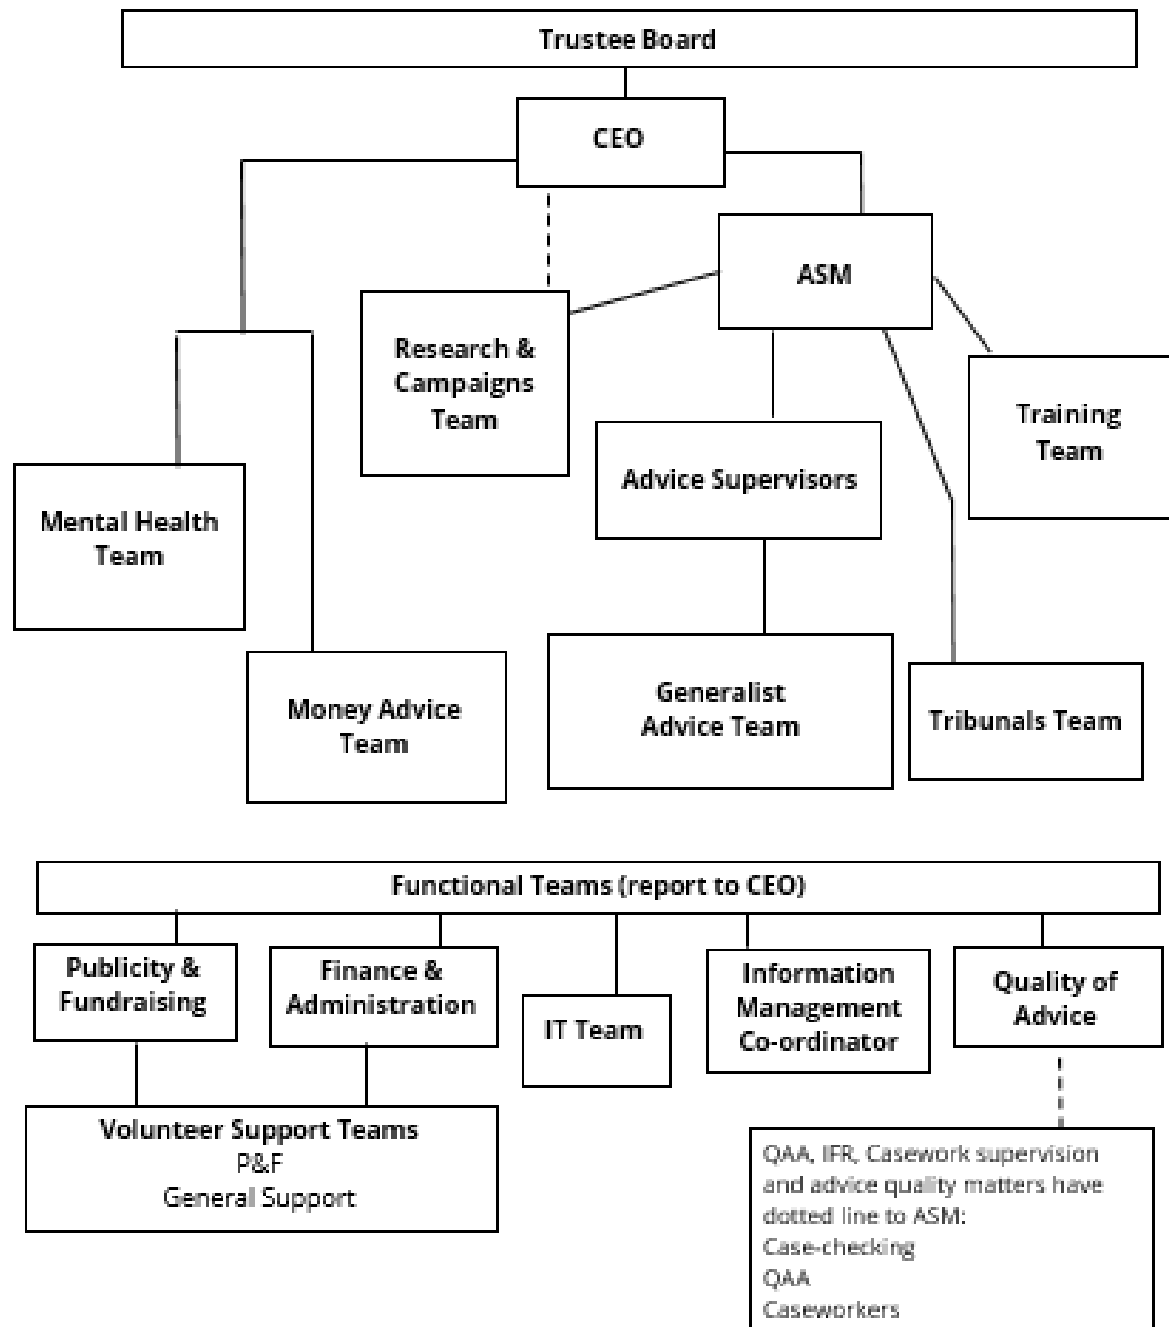 Trustee Board
CEO
ASM
Research &
Campaigns
Team
Training
Team
Advice Supervisors
Mental Health
Team
Money Advice
Team
Generalist
Advice Team
Tribunals Team
Functional Teams (report to CEO)
Publicity &
Fundraising
Finance &
Administration
IT Team
Information
Management
Co-ordinator
Quality of
Advice
Volunteer Support Teams
P&F
General Support
QAA, IFR, Casework supervision
and advice quality matters have
dotted line to ASM:
Case-checking
QAA
Caseworkers